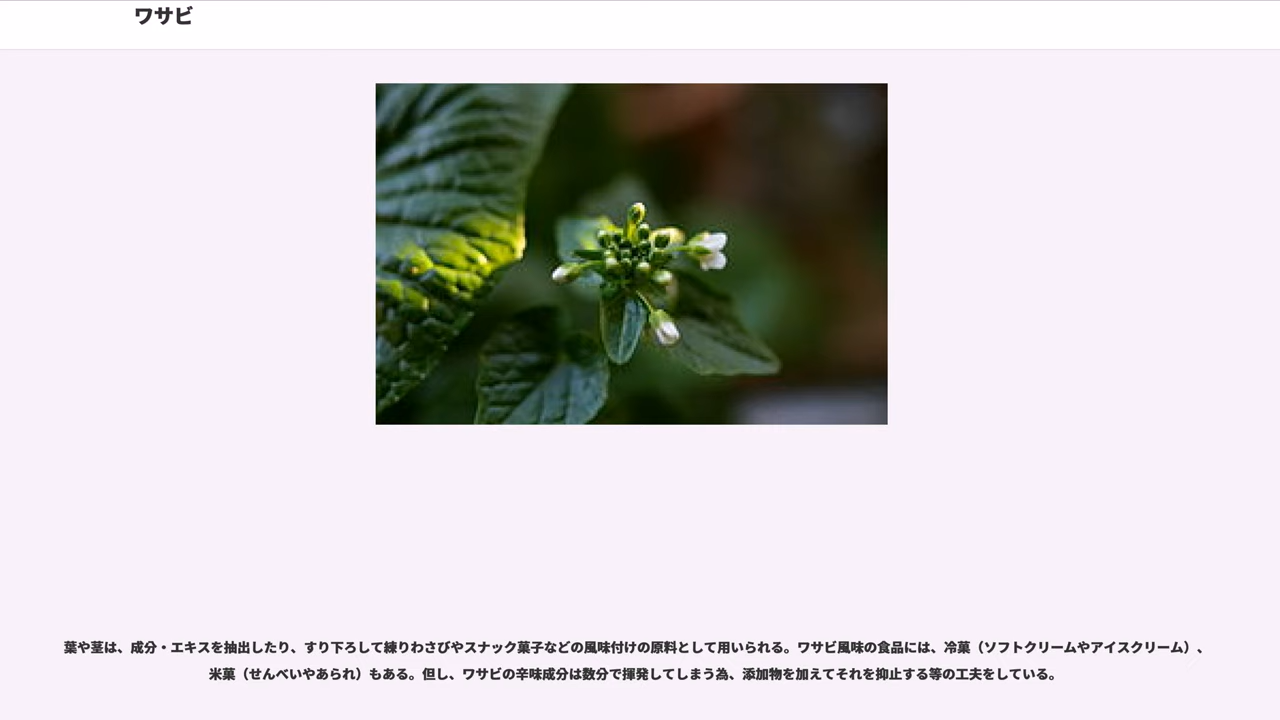 ワサビ
葉や茎は、成分・エキスを抽出したり、すり下ろして練りわさびやスナック菓子などの風味付けの原料として用いられる。ワサビ風味の食品には、冷菓（ソフトクリームやアイスクリーム）、
米菓（せんべいやあられ）もある。但し、ワサビの辛味成分は数分で揮発してしまう為、添加物を加えてそれを抑止する等の工夫をしている。